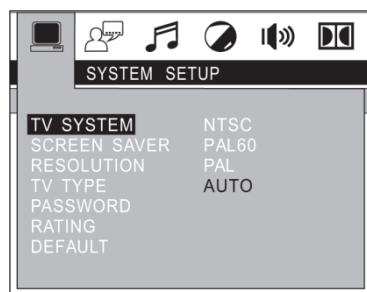 SYSTEM SETUP
TV SYSTEM NTSC
SCREEN SAVER PAL60
RESOLUTION PAL
TV TYPE AUTO
PASSWORD
RATING
DEFAULT